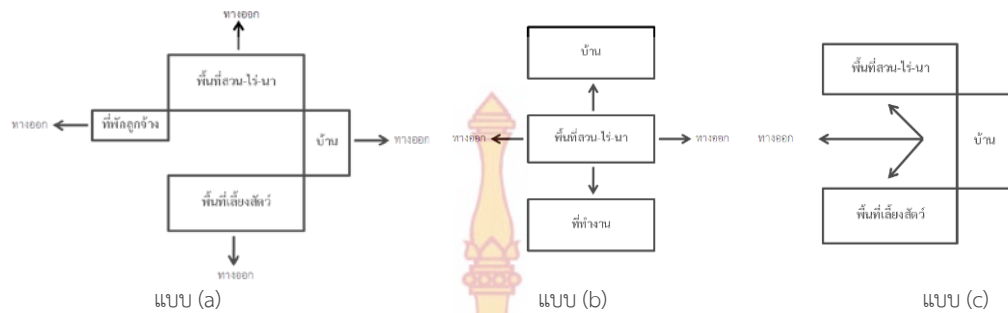 ทางออก
พื้นที่สวน-ไร่-นา
ทางออก
ที่พักลูกจ้าง
บ้าน
ทางออก
พื้นที่เลี้ยงสัตว์
ทางออก
แบบ (a)
บ้าน
ทางออก
พื้นที่สวน-ไร่-นา
ทางออก
ที่ทำงาน
แบบ (b)
พื้นที่สวน-ไร่-นา
ทางออก
บ้าน
พื้นที่เลี้ยงสัตว์
แบบ (c)